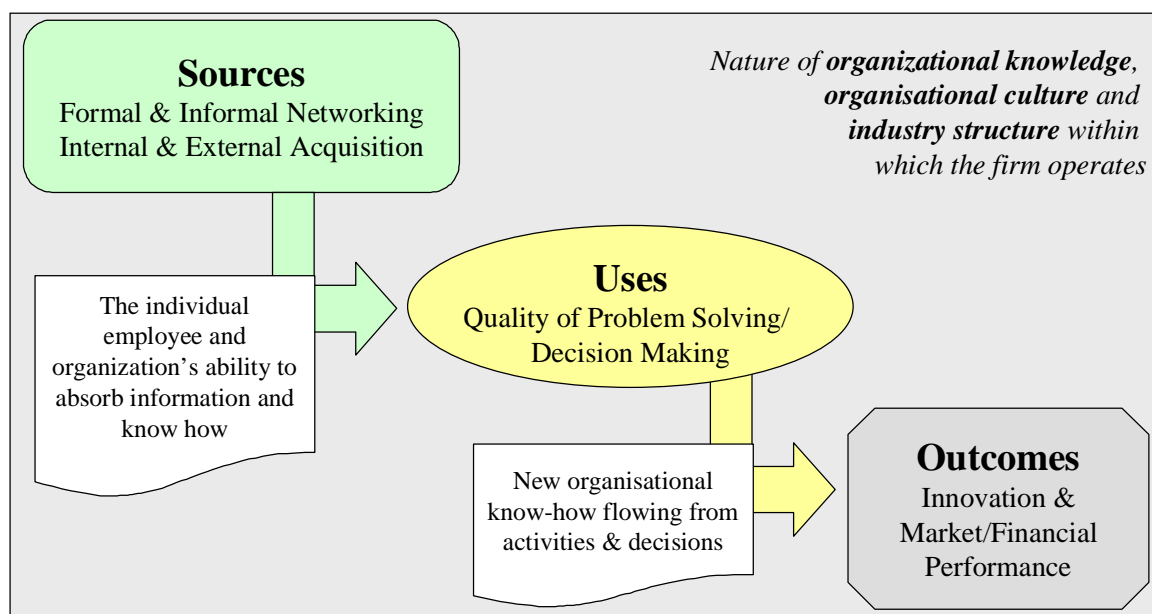 Sources
Formal & Informal Networking
Internal & External Acquisition
Nature of organizational knowledge,
organisational culture and
industry structure within
which the firm operates
The individual
employee and
organization's ability to
absorb information and
know how
Uses
Quality of Problem Solving/
Decision Making
New organisational
know-how flowing from
activities & decisions
Outcomes
Innovation &
Market/Financial
Performance